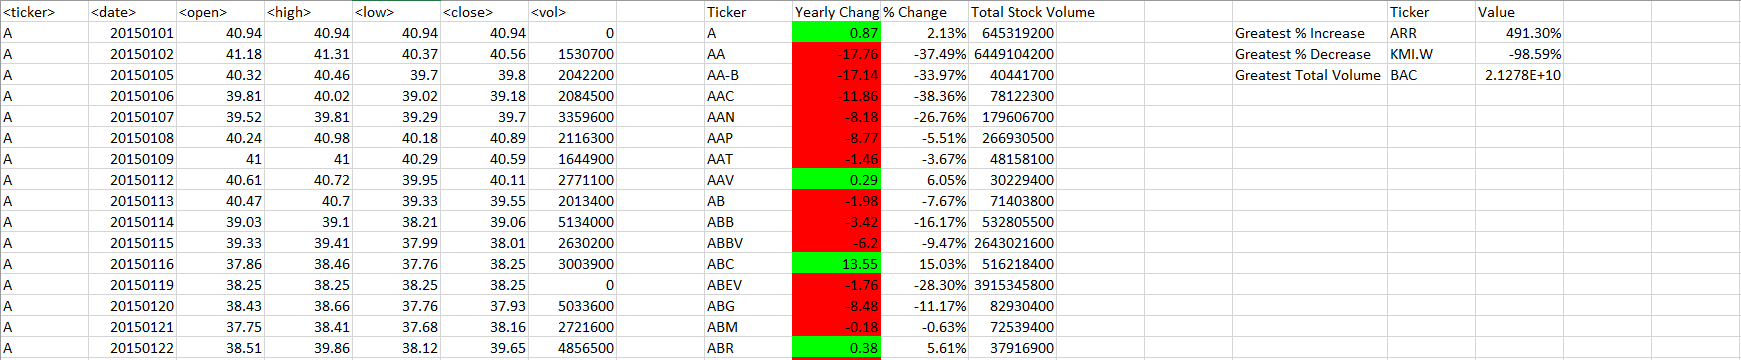 <ticker> <date> <open> <high> <low> <close> <vol> Ticker Yearly Chang % Change Total Stock Volume Ticker Value
A 20150101 40.94 40.94 40.94 40.94 0 A 0.87 2.13% 645319200 Greatest % Increase ARR 491.30%
A 20150102 41.18 41.31 40.37 40.56 1530700 AA -17.76 -37.49% 6449104200 Greatest % Decrease KMI.W -98.59%
A 20150105 40.32 40.46 39.7 39.8 2042200 AA-B -17.14 -33.97% 40441700 Greatest Total Volume BAC 2.1278E+10
A 20150106 39.81 40.02 39.02 39.18 2084500 AAC -11.86 -38.36% 78122300
A 20150107 39.52 39.81 39.29 39.7 3359600 AAN -8.18 -26.76% 179606700
A 20150108 40.24 40.98 40.18 40.89 2116300 AAP -8.77 -5.51% 266930500
A 20150109 41 41 40.29 40.59 1644900 AAT -1.46 -3.67% 48158100
A 20150112 40.61 40.72 39.95 40.11 2771100 AAV 0.29 6.05% 30229400
A 20150113 40.47 40.7 39.33 39.55 2013400 AB -1.98 -7.67% 71403800
A 20150114 39.03 39.1 38.21 39.06 5134000 ABB -3.42 -16.17% 532805500
A 20150115 39.33 39.41 37.99 38.01 2630200 ABBV -6.2 -9.47% 2643021600
A 20150116 37.86 38.46 37.76 38.25 3003900 ABC 13.55 15.03% 516218400
A 20150119 38.25 38.25 38.25 38.25 0 ABEV -1.76 -28.30% 3915345800
A 20150120 38.43 38.66 37.76 37.93 5033600 ABG -8.48 -11.17% 82930400
A 20150121 37.75 38.41 37.68 38.16 2721600 ABM -0.18 -0.63% 72539400
A 20150122 38.51 39.86 38.12 39.65 4856500 ABR 0.38 5.61% 37916900